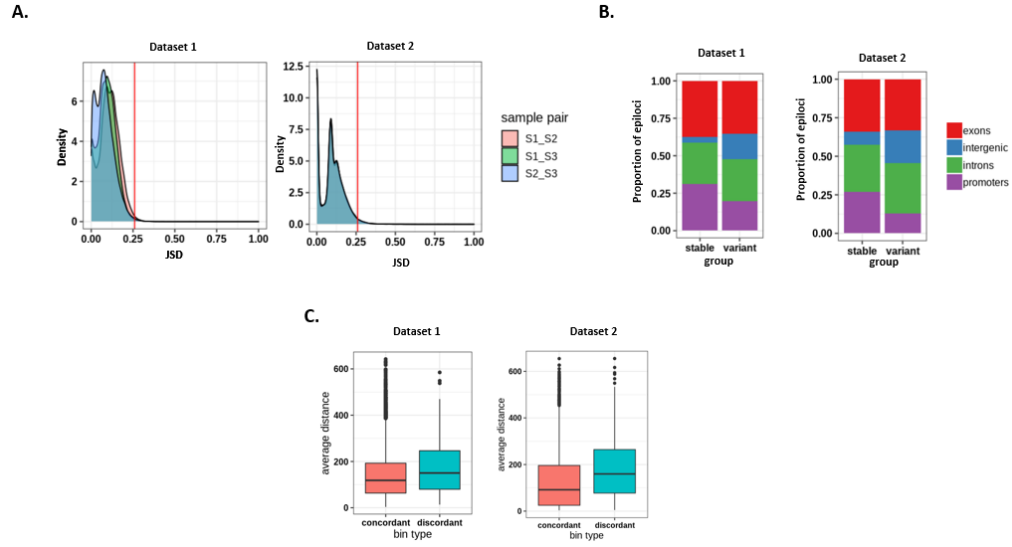 A.
Dataset 1
Dataset 2
Density
6
4
2
0
0.00 0.25 0.50 0.75 1.00
JSD
Density
12.5
10.0
7.5
5.0
2.5
0.0
0.00 0.25 0.50 0.75 1.00
JSD
sample pair
S1_S2
S1_S3
S2_S3
B.
Dataset 1
Dataset 2
Proportion of epiloci
1.00
0.75
0.50
0.25
0.00
stable variant
group
Proportion of epiloci
1.00
0.75
0.50
0.25
0.00
stable variant
group
exons
intergenic
introns
promoters
C.
Dataset 1
Dataset 2
average distance
600
400
200
0
concordant discordant
bin type
average distance
600
400
200
0
concordant discordant
bin type